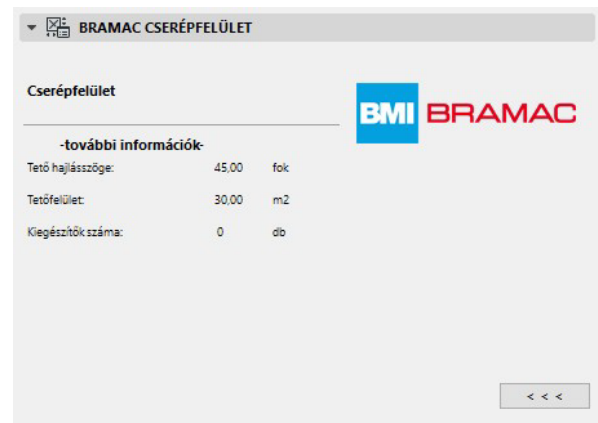 BRAMAC CSERÉPFELÜLET
Cserépfelület
BMI BRAMAC
-további információk-
Tető hajlásszöge: 45,00 fok
Tetőfelület: 30,00 m2
Kiegészítők száma: 0 db
< < <